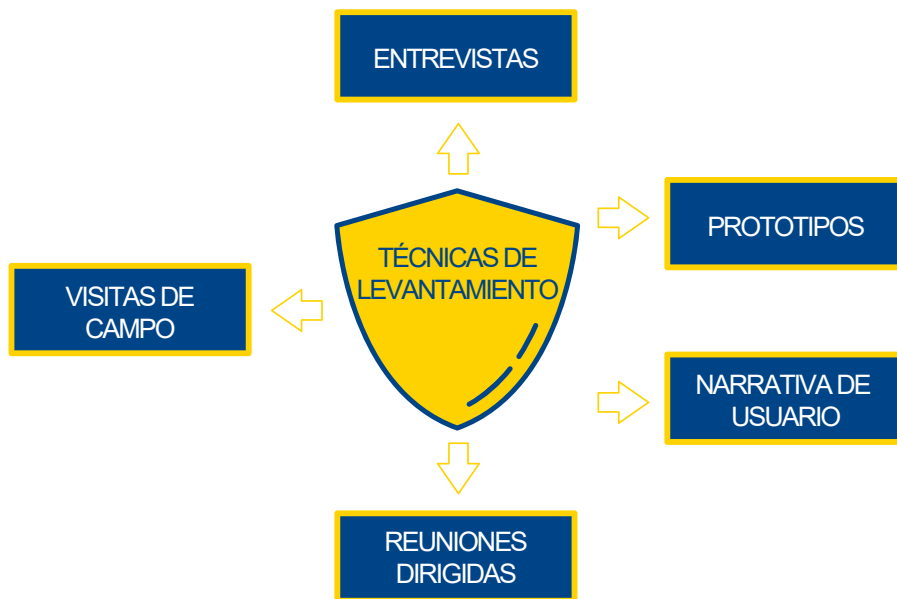 ENTREVISTAS
PROTOTIPOS
TÉCNICAS DE
LEVANTAMIENTO
VISITAS DE
CAMPO
NARRATIVA DE
USUARIO
REUNIONES
DIRIGIDAS